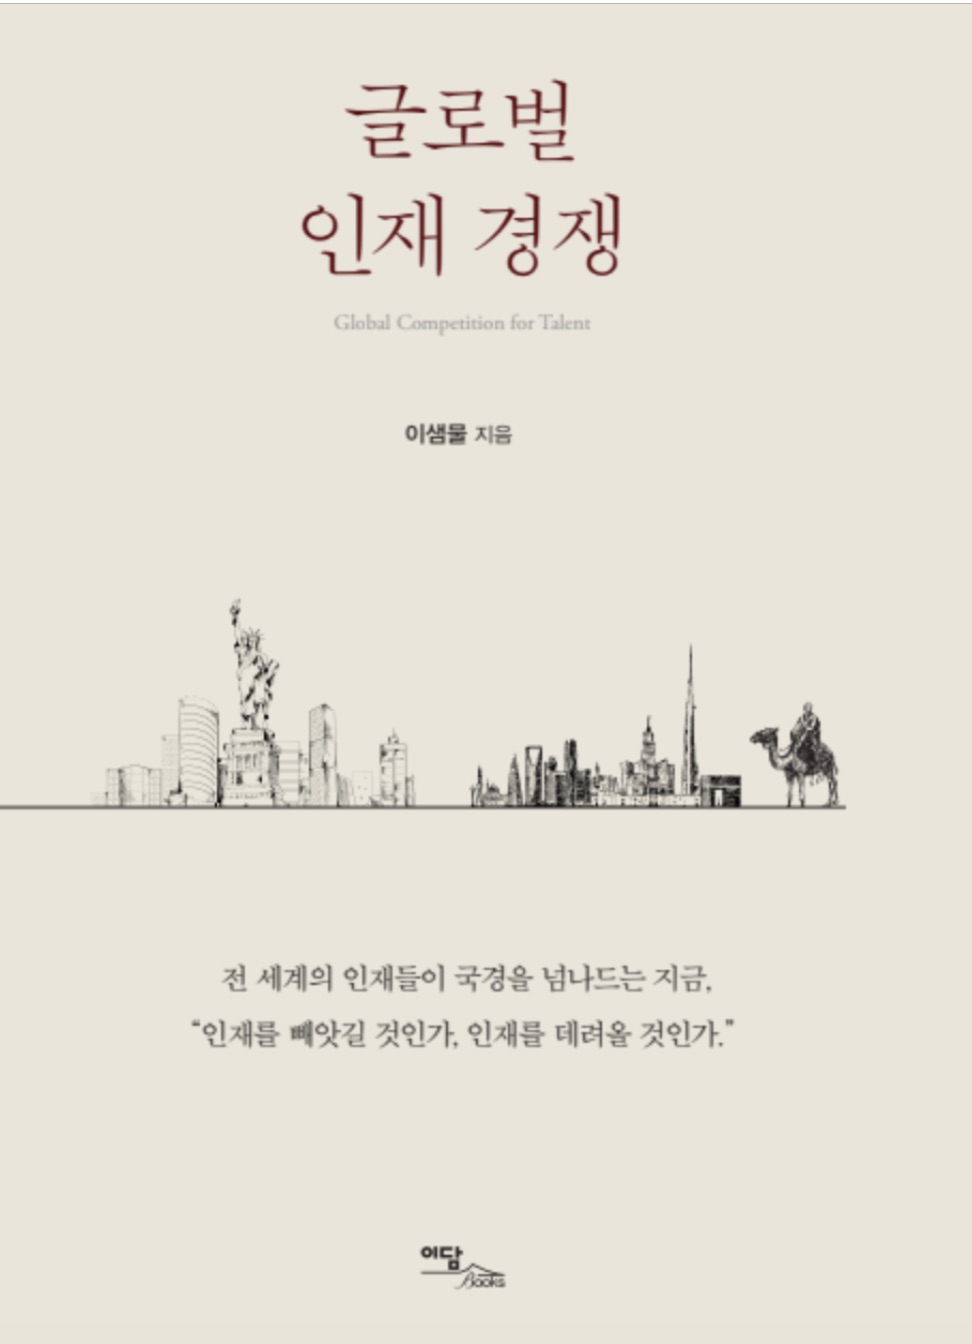 글로벌
인재 경쟁
Global Competition for Talent
이샘물 지음
전 세계의 인재들이 국경을 넘나드는 지금,
“인재를 빼앗길 것인가, 인재를 데려올 것인가.”
이담
Books